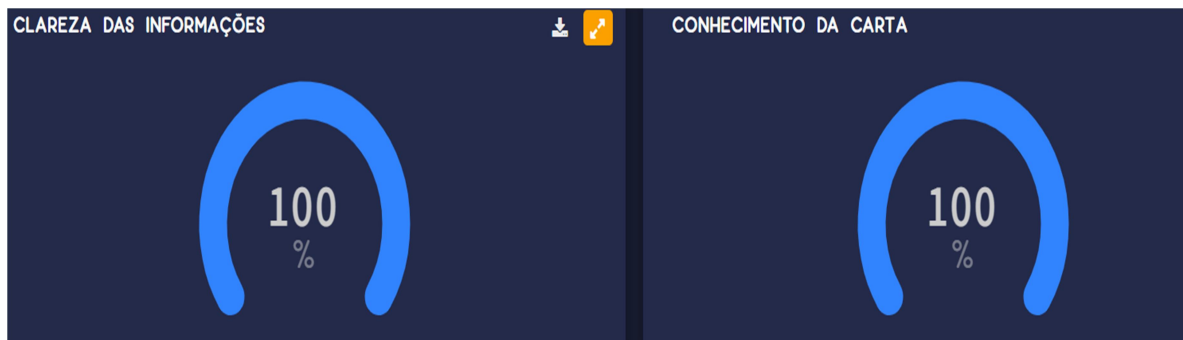 CLAREZA DAS INFORMAÇÕES
100
%
CONHECIMENTO DA CARTA
100
%